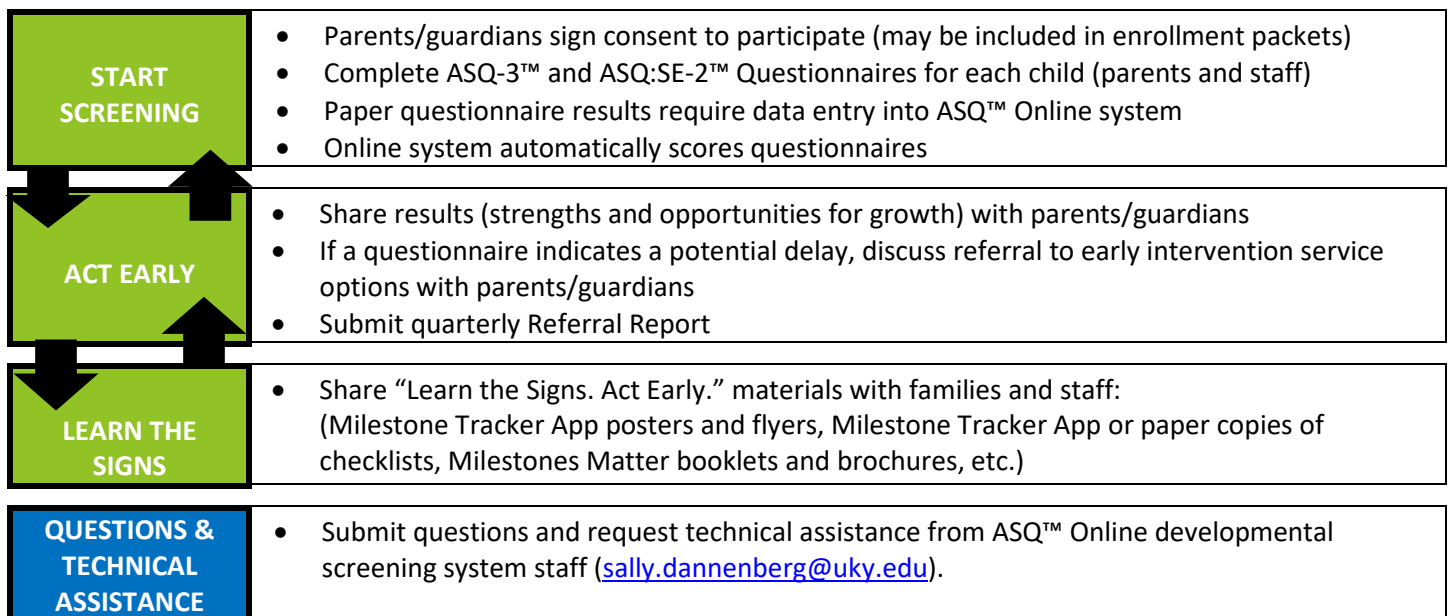 START
SCREENING
• Parents/guardians sign consent to participate (may be included in enrollment packets)
• Complete ASQ-3™ and ASQ:SE-2™ Questionnaires for each child (parents and staff)
• Paper questionnaire results require data entry into ASQ™ Online system
• Online system automatically scores questionnaires
ACT EARLY
• Share results (strengths and opportunities for growth) with parents/guardians
• If a questionnaire indicates a potential delay, discuss referral to early intervention service
options with parents/guardians
• Submit quarterly Referral Report
LEARN THE
SIGNS
• Share “Learn the Signs. Act Early.” materials with families and staff:
(Milestone Tracker App posters and flyers, Milestone Tracker App or paper copies of
checklists, Milestones Matter booklets and brochures, etc.)
QUESTIONS &
TECHNICAL
ASSISTANCE
• Submit questions and request technical assistance from ASQ™ Online developmental
screening system staff (sally.dannenberg@uky.edu).